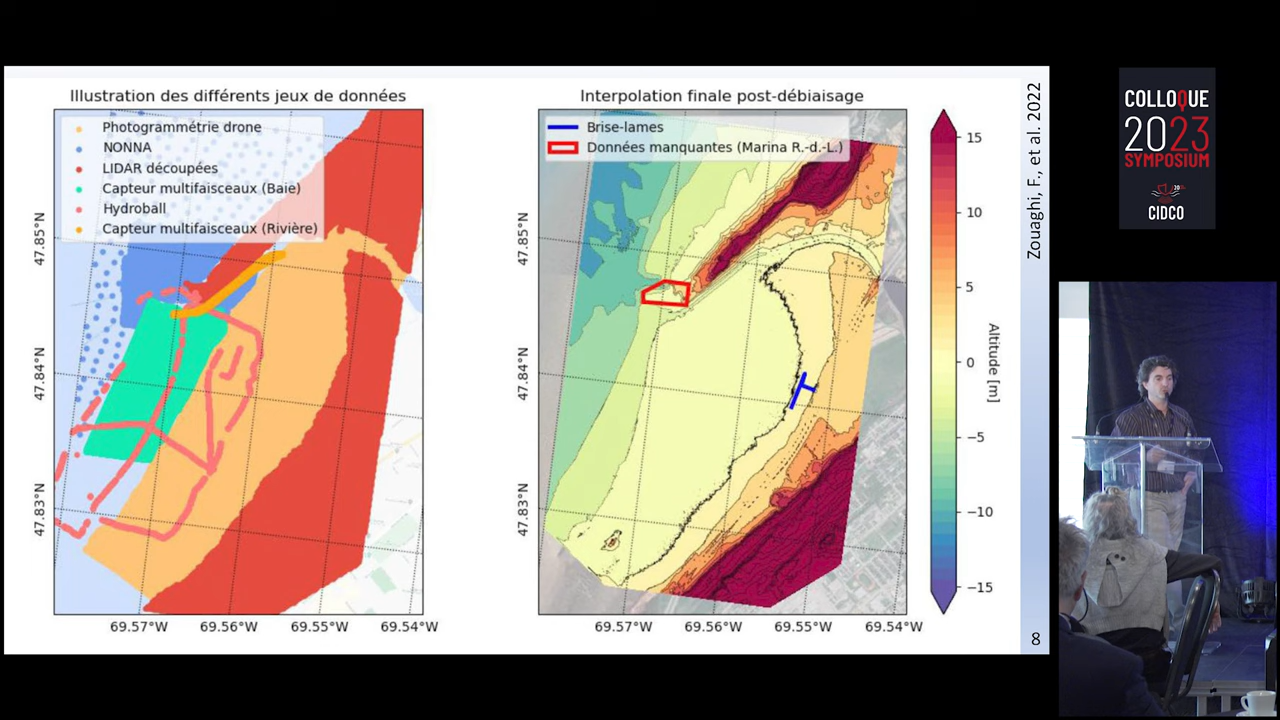 Illustration des différents jeux de données
Photogrammétrie drone
NONNA
LIDAR découpées
Capteur multifaisceaux (Baie)
Hydroball
Capteur multifaisceaux (Rivière)
47.85°N
47.84°N
47.83°N
69.57°W
69.56°W
69.55°W
69.54°W
Interpolation finale post-débiaisage
Brise-lames
Données manquantes (Marina R.-d.-L.)
47.85°N
47.84°N
47.83°N
69.57°W
69.56°W
69.55°W
69.54°W
15
10
5
0
−5
−10
−15
Altitude [m]
Zouaghi, F., et al. 2022
8
COLLOQUE
2023
SYMPOSIUM
CIDCO